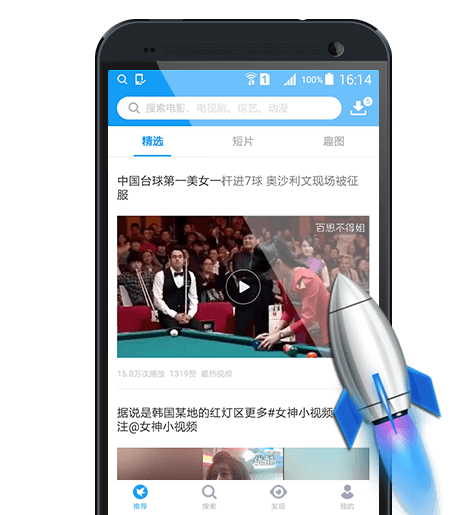 1
100%
16:14
搜索电影、电视剧、综艺、动漫
5
精选
短片
趣图
中国台球第一美女一杆进7球 奥沙利文现场被征
服
百思不得姐
15.8万次播放 1319赞 最热视频
据说是韩国某地的红灯区更多#女神小视频
注@女神小视频
优酷
推荐
搜索
发现
我的